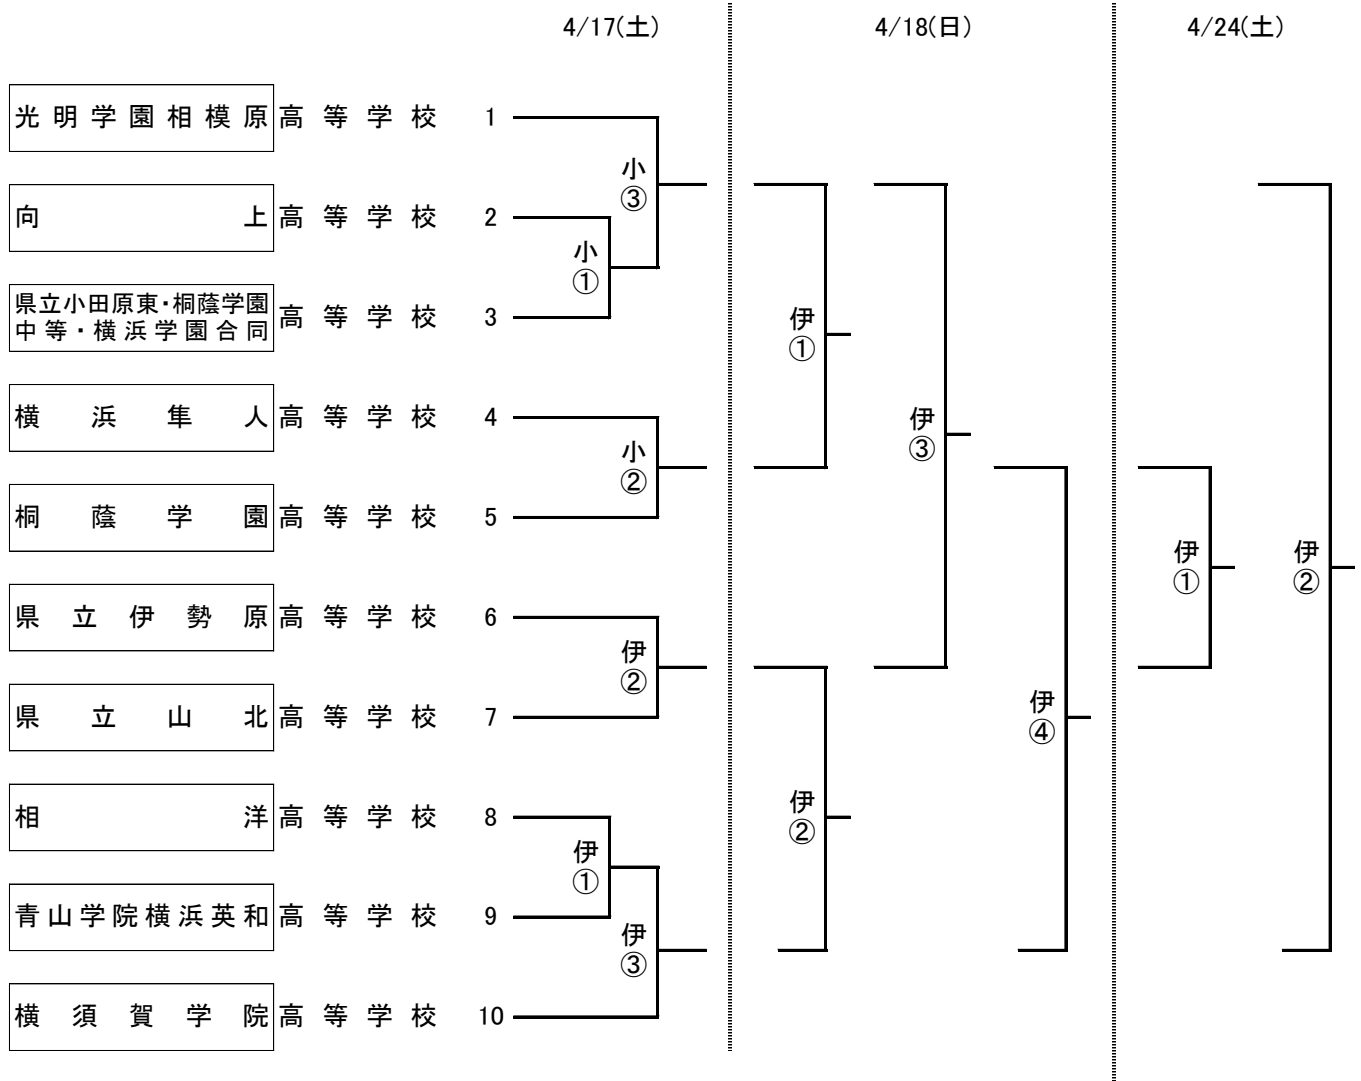 4/17(土) 4/18(日) 4/24(土)
光明学園相模原 高等学校 1
小
③
向上 高等学校 2
小
①
県立小田原東・桐蔭学園
中等・横浜学園合同
高等学校 3
伊
①
横浜隼人 高等学校 4
伊
③
小
②
桐蔭学園 高等学校 5
伊
①
伊
②
県立伊勢原 高等学校 6
伊
②
県立山北 高等学校 7
伊
④
相洋 高等学校 8
伊
②
伊
①
青山学院横浜英和 高等学校 9
伊
③
横須賀学院 高等学校 10